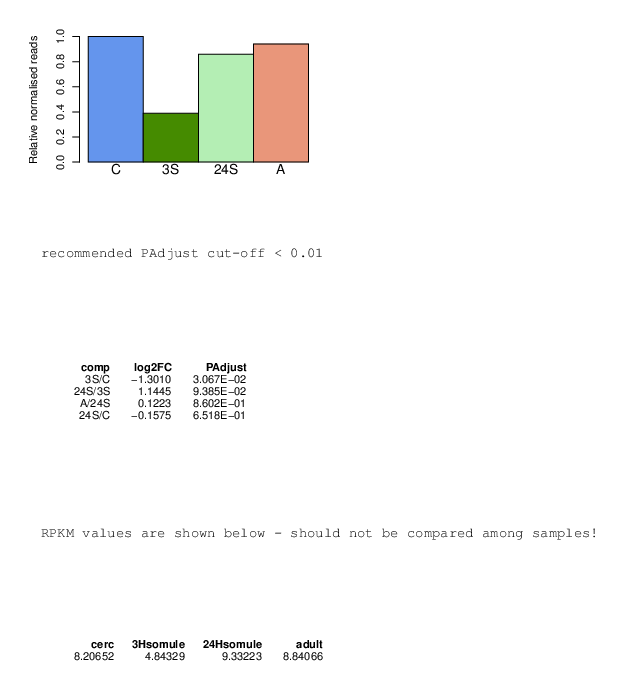 Relative normalised reads
1.0
0.8
0.6
0.4
0.2
0.0
C 3S 24S A
recommended PAdjust cut-off < 0.01
comp log2FC PAdjust
3S/C −1.3010 3.067E−02
24S/3S 1.1445 9.385E−02
A/24S 0.1223 8.602E−01
24S/C −0.1575 6.518E−01
RPKM values are shown below - should not be compared among samples!
cerc 3Hsomule 24Hsomule adult
8.20652 4.84329 9.33223 8.84066